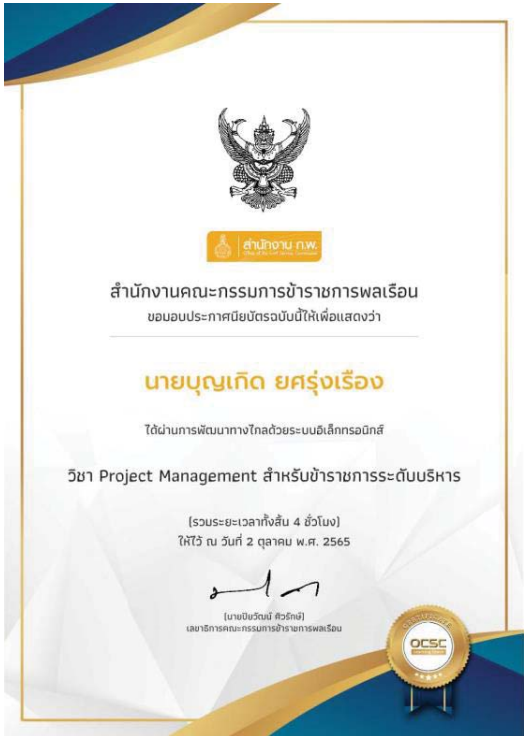 สำนักงาน ก.พ.
Office of the Civil Service Commission
สำนักงานคณะกรรมการข้าราชการพลเรือน
ขอมอบประกาศนียบัตรฉบับนี้ให้เพื่อแสดงว่า
นายบุญเกิด ยศรุ่งเรือง
ได้ผ่านการพัฒนาทางไกลด้วยระบบอิเล็กทรอนิกส์
วิชา Project Management สำหรับข้าราชการระดับบริหาร
(รวมระยะเวลาทั้งสิ้น 4 ชั่วโมง)
ให้ไว้ ณ วันที่ 2 ตุลาคม พ.ศ. 2565
(นายปิยวัฒน์ ศิวรักษ์)
เลขาธิการคณะกรรมการข้าราชการพลเรือน
CERTIFICATE
OCSC
Learning Space